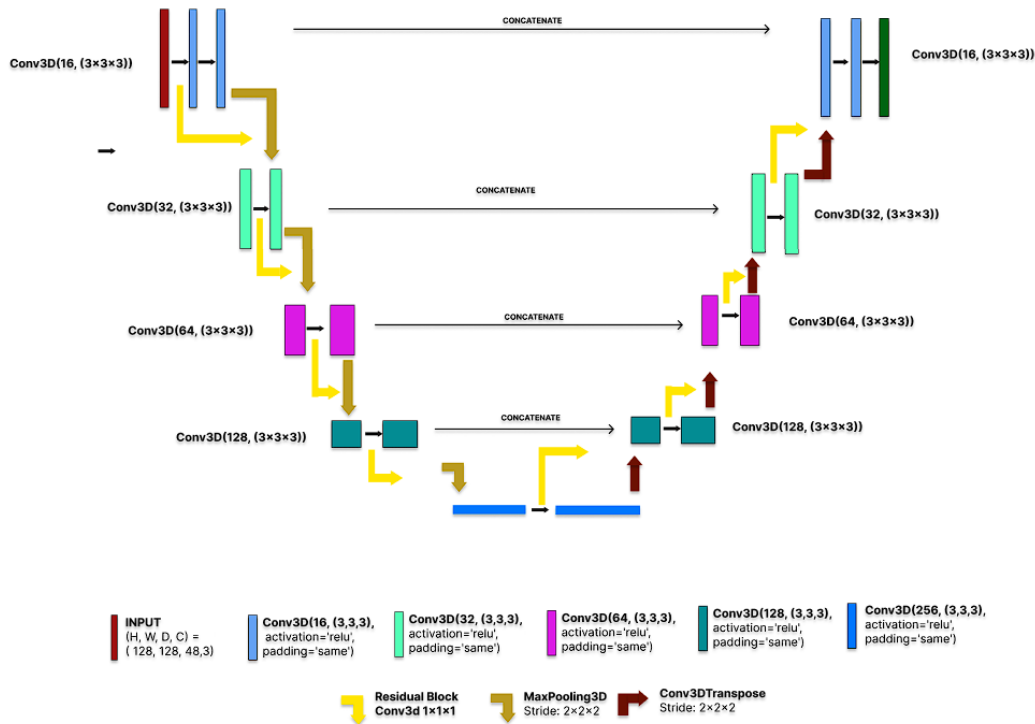 CONCATENATE
Conv3D(16, (3×3×3))
Conv3D(16, (3×3×3))
CONCATENATE
Conv3D(32, (3×3×3))
Conv3D(32, (3×3×3))
CONCATENATE
Conv3D(64, (3×3×3))
Conv3D(64, (3×3×3))
CONCATENATE
Conv3D(128, (3×3×3))
Conv3D(128, (3×3×3))
INPUT
(H, W, D, C) =
( 128, 128, 48,3)
Conv3D(16, (3,3,3),
activation='relu',
padding='same')
Conv3D(32, (3,3,3),
activation='relu',
padding='same')
Conv3D(64, (3,3,3),
activation='relu',
padding='same')
Conv3D(128, (3,3,3),
activation='relu',
padding='same')
Conv3D(256, (3,3,3),
activation='relu',
padding='same')
Residual Block
Conv3d 1×1×1
MaxPooling3D
Stride: 2×2×2
Conv3DTranspose
Stride: 2×2×2